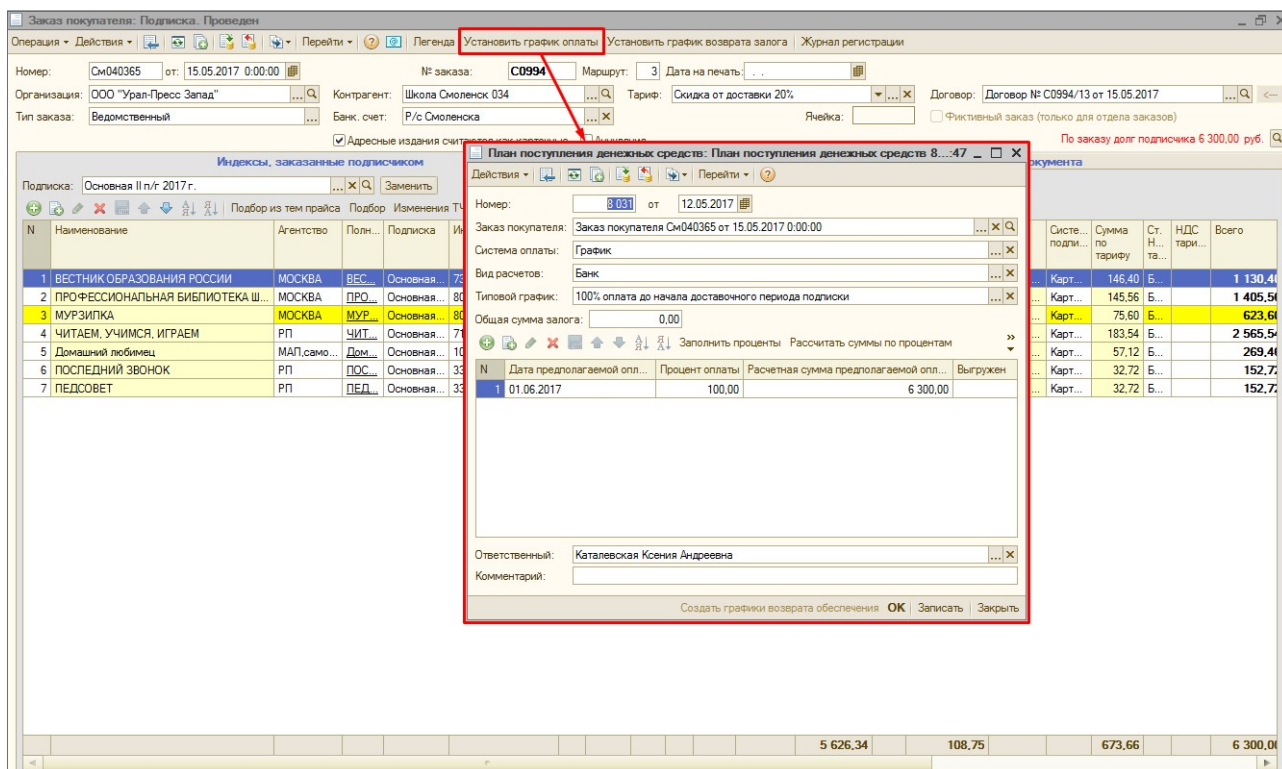 Заказ покупателя: Подписка. Проведен
Операция Действия Перейти Легенда Установить график оплаты Установить график возврата залога Журнал регистрации
Номер: См040365 от: 15.05.2017 0:00:00 № заказа: С0994 Маршрут: 3 Дата на печать: . .
Организация: ООО "Урал-Пресс Запад" ... Контрагент: Школа Смоленск 034 ... Тариф: Скидка от доставки 20% ... Договор: Договор № С0994/13 от 15.05.2017 ...
Тип заказа: Ведомственный ... Банк. счет: Р/с Смоленска ... Ячейка: Фиктивный заказ (только для отдела заказов)
Адресные издания считаются как карточные
По заказу долг подписчика 6 300,00 руб.
Индексы, заказанные подписчиком
Подписка: Основная II п/г 2017 г. ... Заменить
Подбор из тем прайса Подбор Изменения ТЧ
N Наименование Агентство Полн... Подписка Систе... подпи... Сумма по тарифу Ст. Н... та... НДС тари... Всего
1 ВЕСТНИК ОБРАЗОВАНИЯ РОССИИ МОСКВА ВЕС... Основная... Карт... 146,40 Б... 1 130,4
2 ПРОФЕССИОНАЛЬНАЯ БИБЛИОТЕКА Ш... МОСКВА ПРО... Основная... Карт... 145,56 Б... 1 405,5
3 МУРЗИЛКА МОСКВА МУР... Основная... Карт... 75,60 Б... 623,6
4 ЧИТАЕМ, УЧИМСЯ, ИГРАЕМ РП ЧИТ... Основная... Карт... 183,54 Б... 2 565,5
5 Домашний любимец МАП,само... Дом... Основная... Карт... 57,12 Б... 269,4
6 ПОСЛЕДНИЙ ЗВОНОК РП ПОС... Основная... Карт... 32,72 Б... 152,7
7 ПЕДСОВЕТ РП ПЕД... Основная... Карт... 32,72 Б... 152,7
План поступления денежных средств: План поступления денежных средств 8...:47
Действия Перейти
Номер: 8 031 от 12.05.2017
Заказ покупателя: Заказ покупателя См040365 от 15.05.2017 0:00:00 ...
Система оплаты: График ...
Вид расчетов: Банк ...
Типовой график: 100% оплата до начала доставочного периода подписки ...
Общая сумма залога: 0,00
Заполнить проценты Рассчитать суммы по процентам
N Дата предполагаемой опл... Процент оплаты Расчетная сумма предполагаемой опл... Выгружен
1 01.06.2017 100,00 6 300,00
Ответственный: Каталевская Ксения Андреевна ...
Комментарий:
Создать графики возврата обеспечения OK Записать Закрыть
5 626,34 108,75 673,66 6 300,0